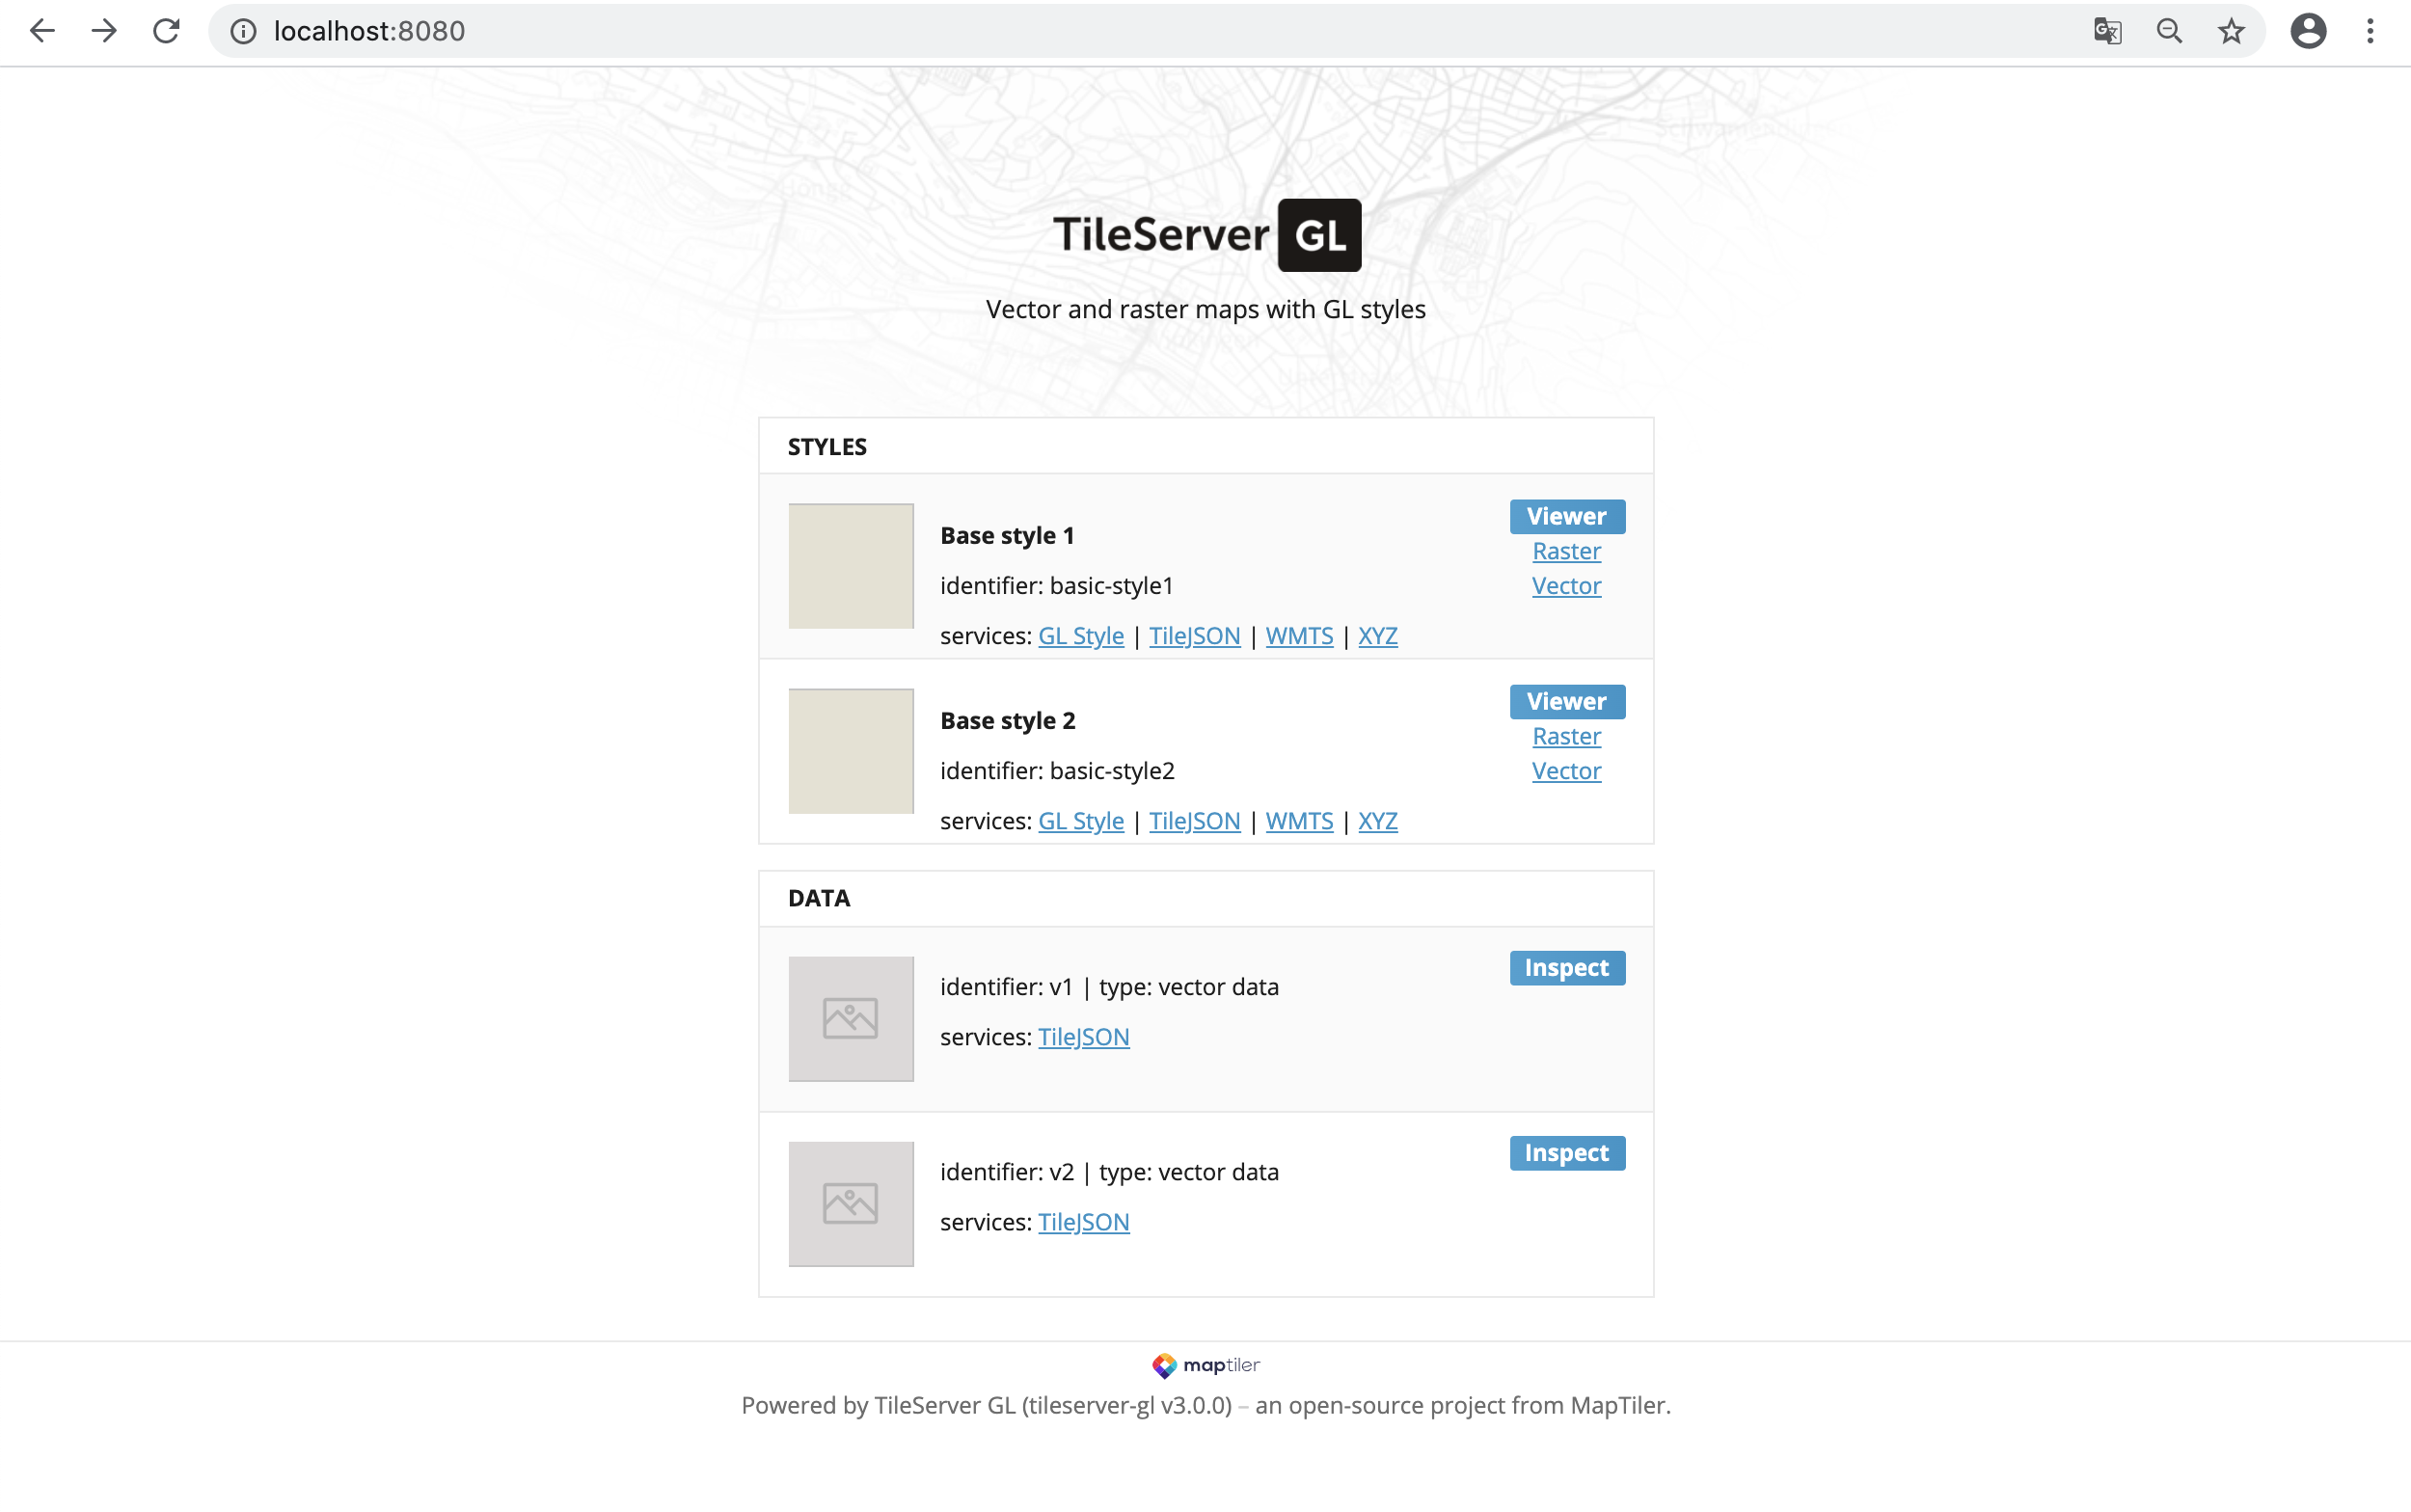 localhost:8080
TileServer GL
Vector and raster maps with GL styles
STYLES
Viewer
Base style 1
Raster
identifier: basic-style1
Vector
services: GL Style | TileJSON | WMTS | XYZ
Viewer
Base style 2
Raster
identifier: basic-style2
Vector
services: GL Style | TileJSON | WMTS | XYZ
DATA
Inspect
identifier: v1 | type: vector data
services: TileJSON
Inspect
identifier: v2 | type: vector data
services: TileJSON
maptiler
Powered by TileServer GL (tileserver-gl v3.0.0) – an open-source project from MapTiler.